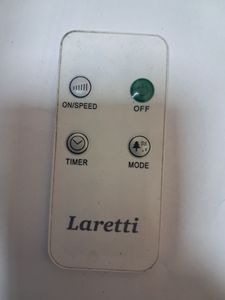 ON/SPEED OFF
TIMER MODE
Laretti